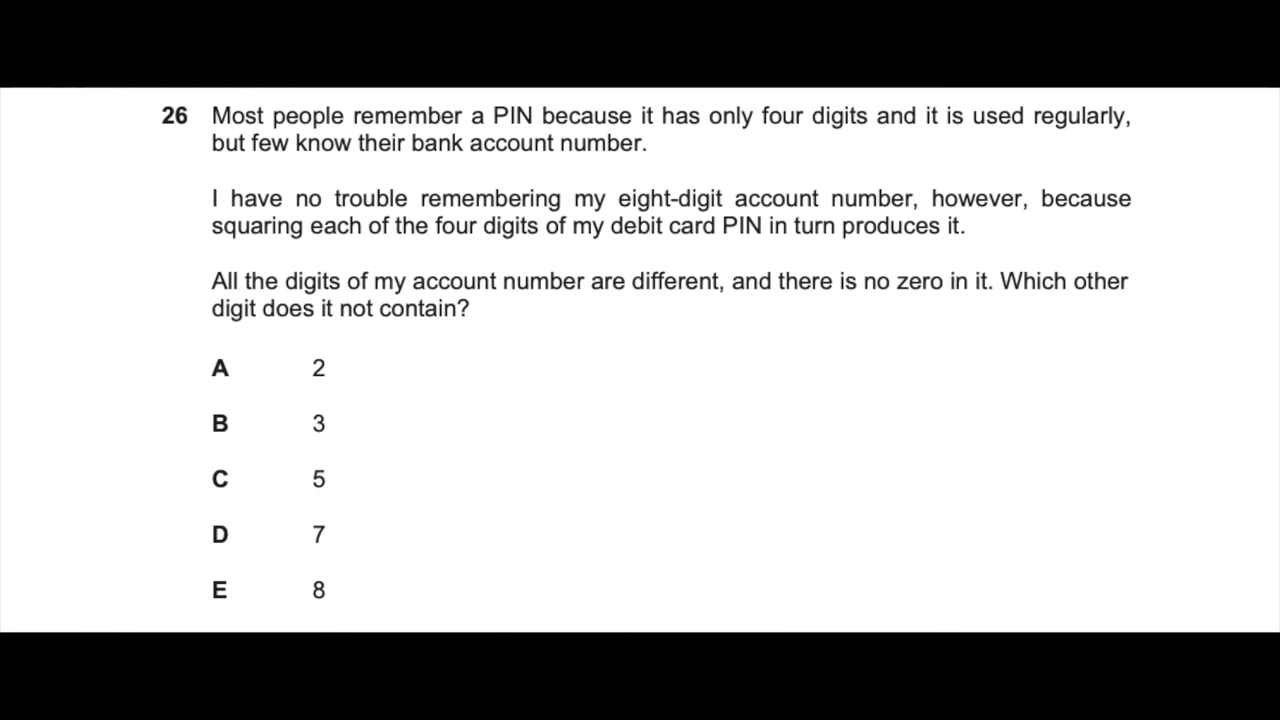 26 Most people remember a PIN because it has only four digits and it is used regularly,
but few know their bank account number.
I have no trouble remembering my eight-digit account number, however, because
squaring each of the four digits of my debit card PIN in turn produces it.
All the digits of my account number are different, and there is no zero in it. Which other
digit does it not contain?
A 2
B 3
C 5
D 7
E 8